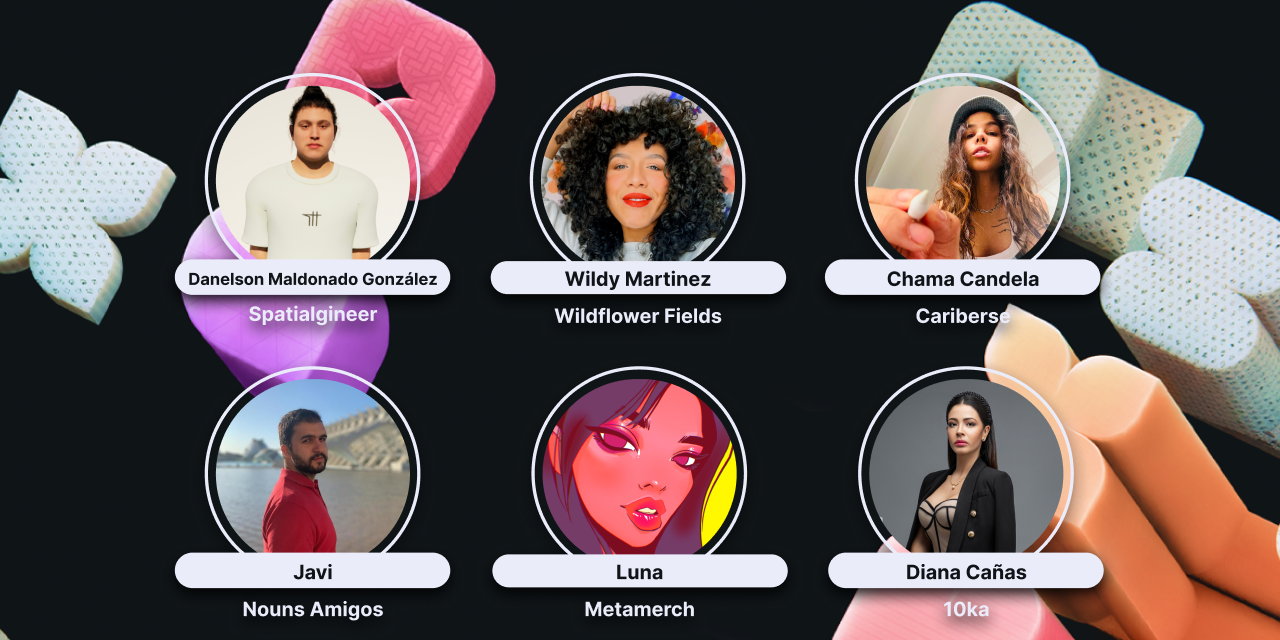 Danelson Maldonado González
Spatialgineer
Wildy Martinez
Wildflower Fields
Chama Candela
Cariberse
Javi
Nouns Amigos
Luna
Metamerch
Diana Cañas
10ka